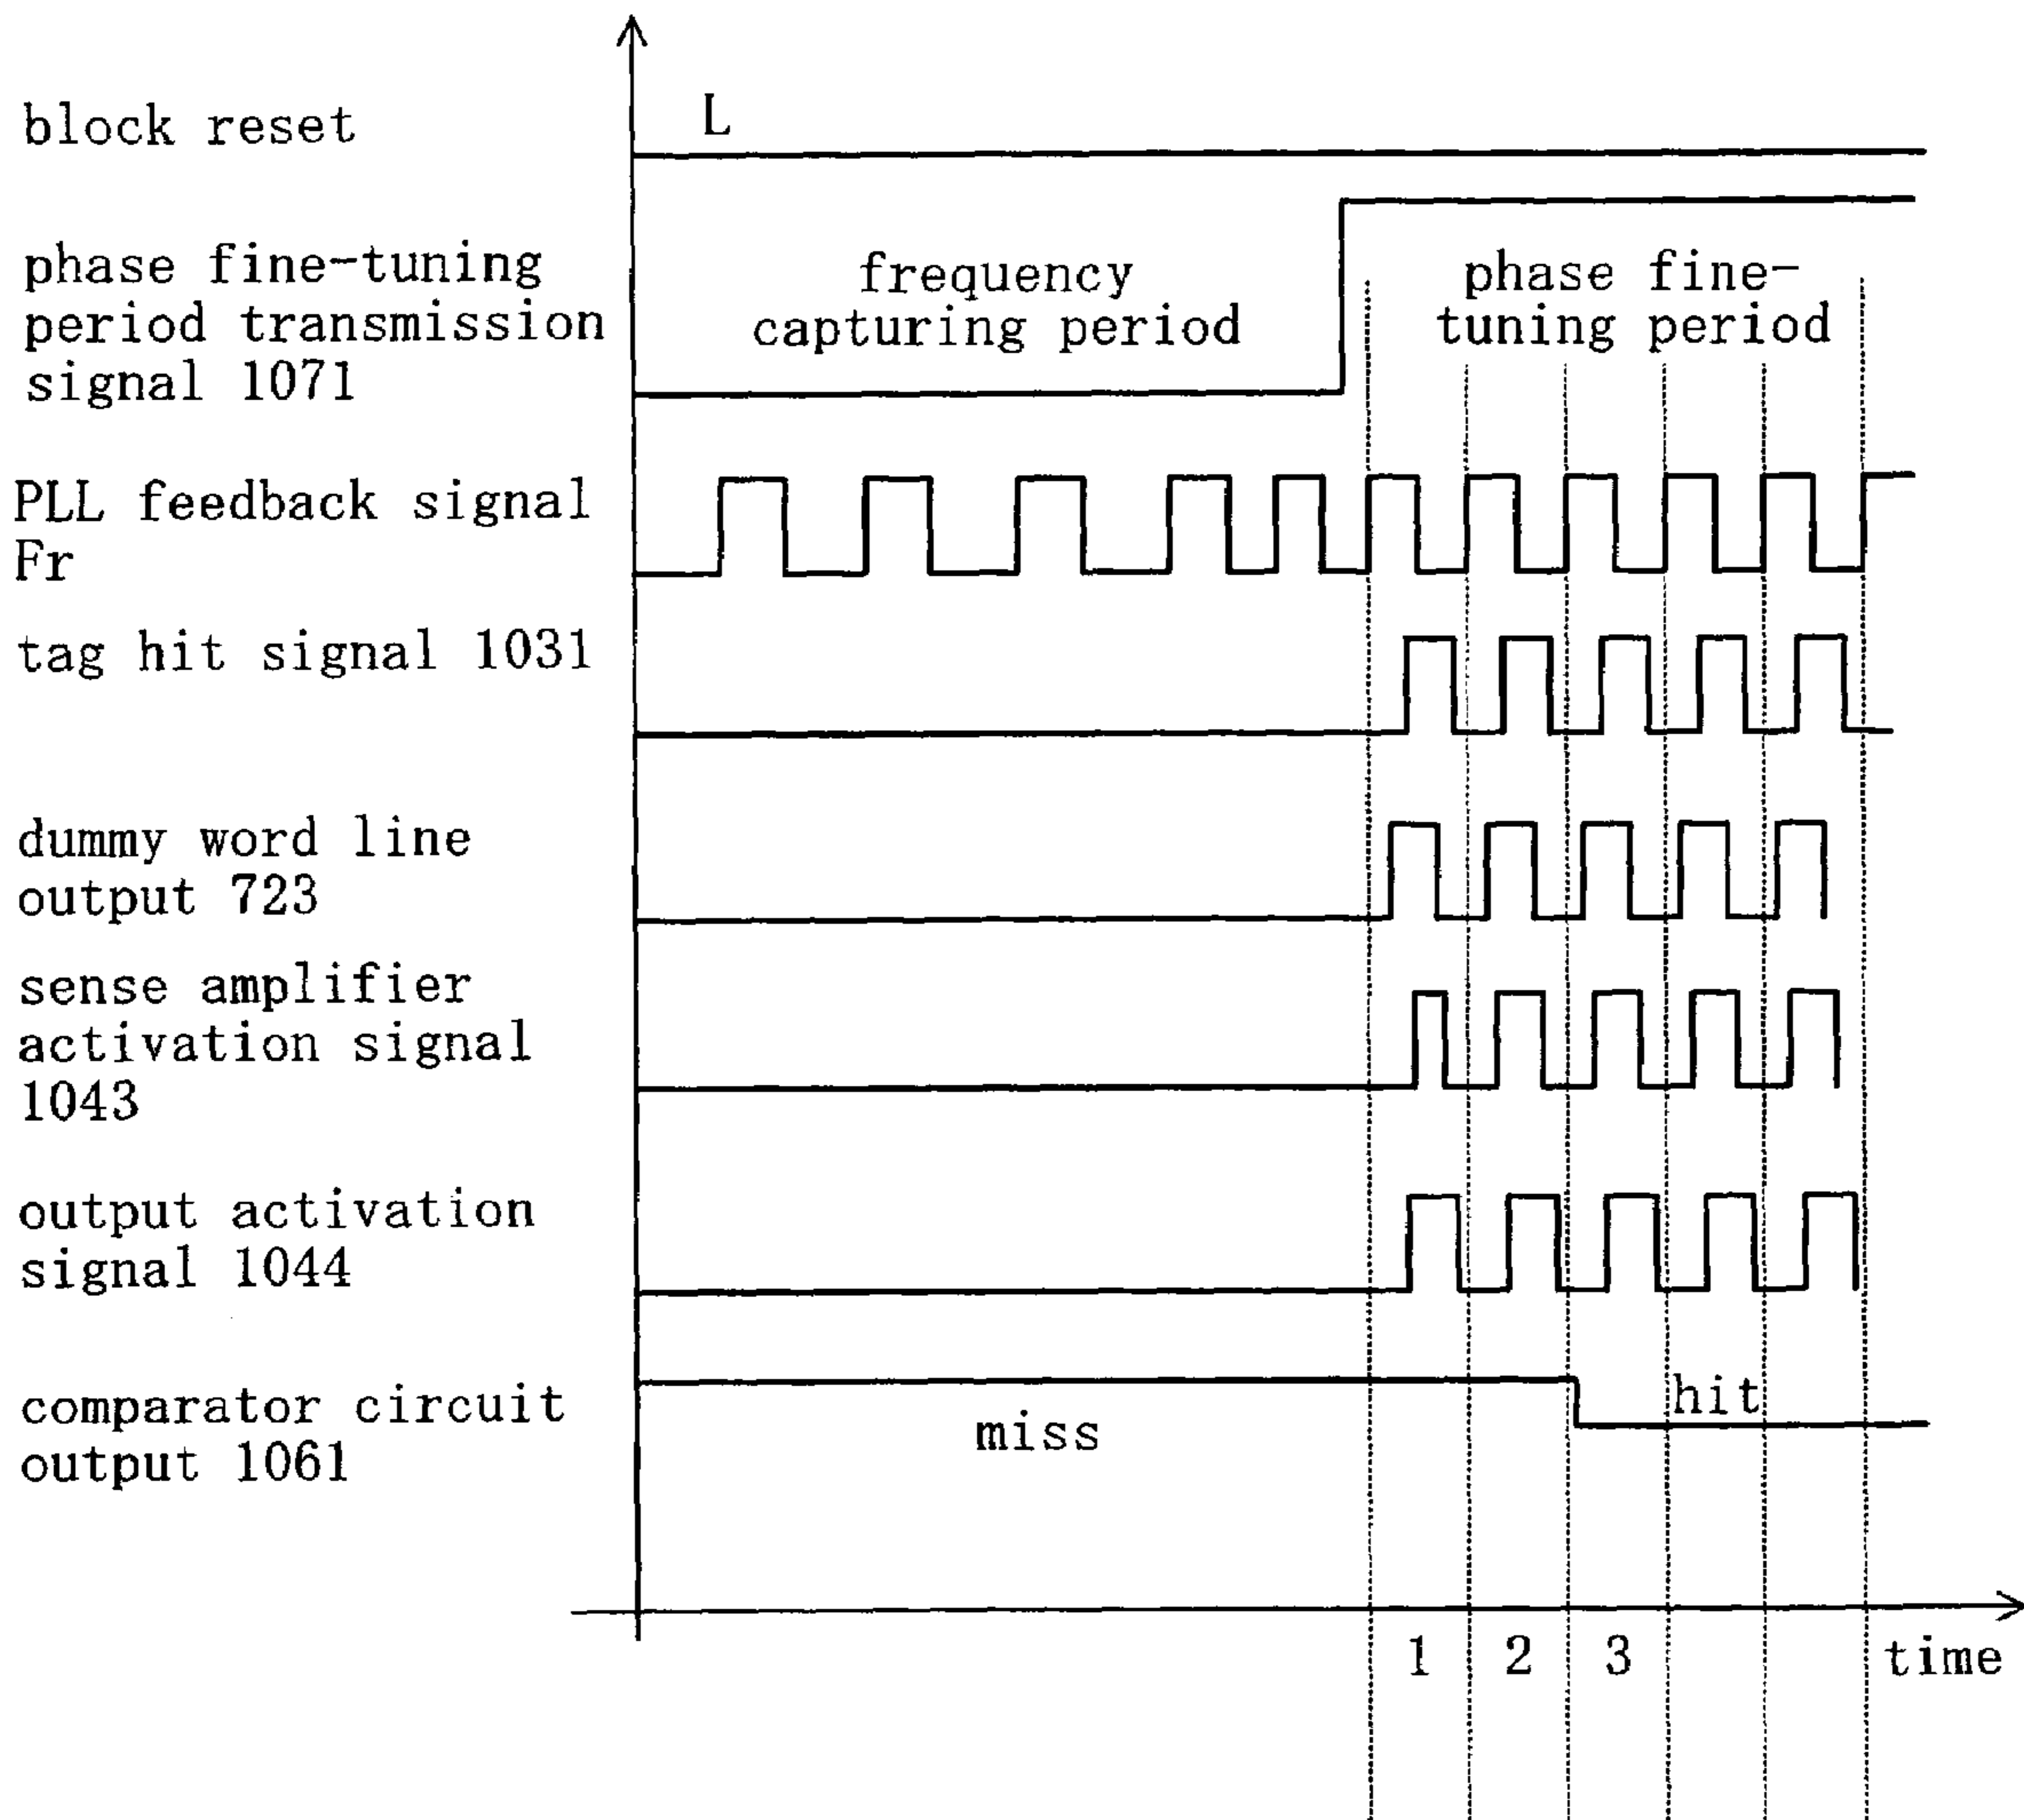 block reset
L
phase fine-tuning
period transmission
signal 1071
frequency
capturing period
phase fine-
tuning period
PLL feedback signal
Fr
tag hit signal 1031
dummy word line
output 723
sense amplifier
activation signal
1043
output activation
signal 1044
comparator circuit
output 1061
miss
hit
1 2 3 time